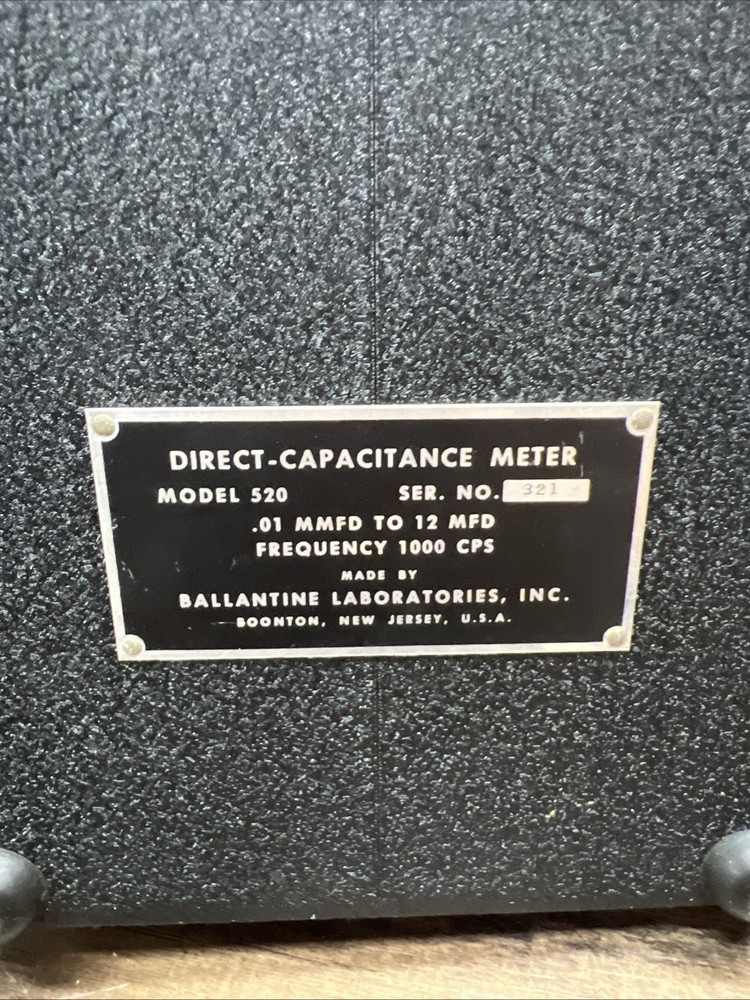 DIRECT-CAPACITANCE METER
MODEL 520 SER. NO. 321
.01 MMFD TO 12 MFD
FREQUENCY 1000 CPS
MADE BY
BALLANTINE LABORATORIES, INC.
BOONTON, NEW JERSEY, U.S.A.